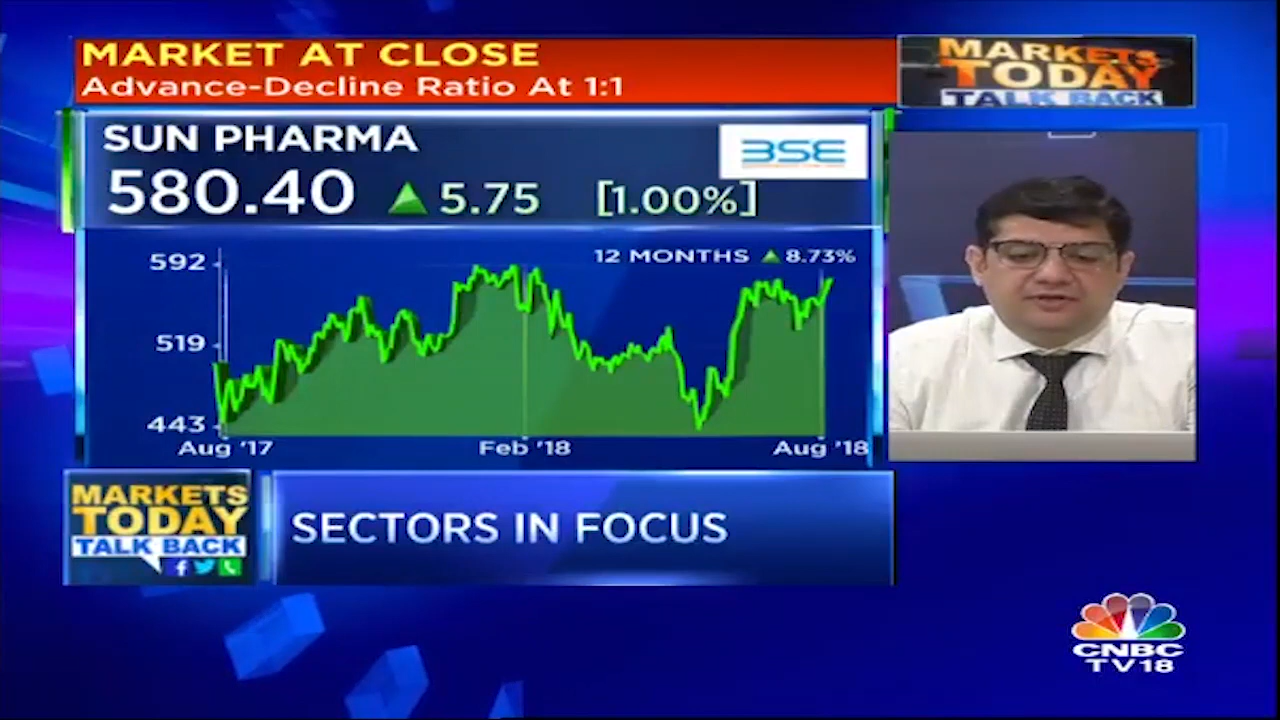 MARKET AT CLOSE
Advance-Decline Ratio At 1:1
MARKETS
TODAY
TALK BACK
SUN PHARMA
BSE
580.40 ▲ 5.75 [1.00%]
12 MONTHS ▲ 8.73%
592
519
443
Aug '17 Feb '18 Aug '18
MARKETS
TODAY
TALK BACK
SECTORS IN FOCUS
CNBC
TV18